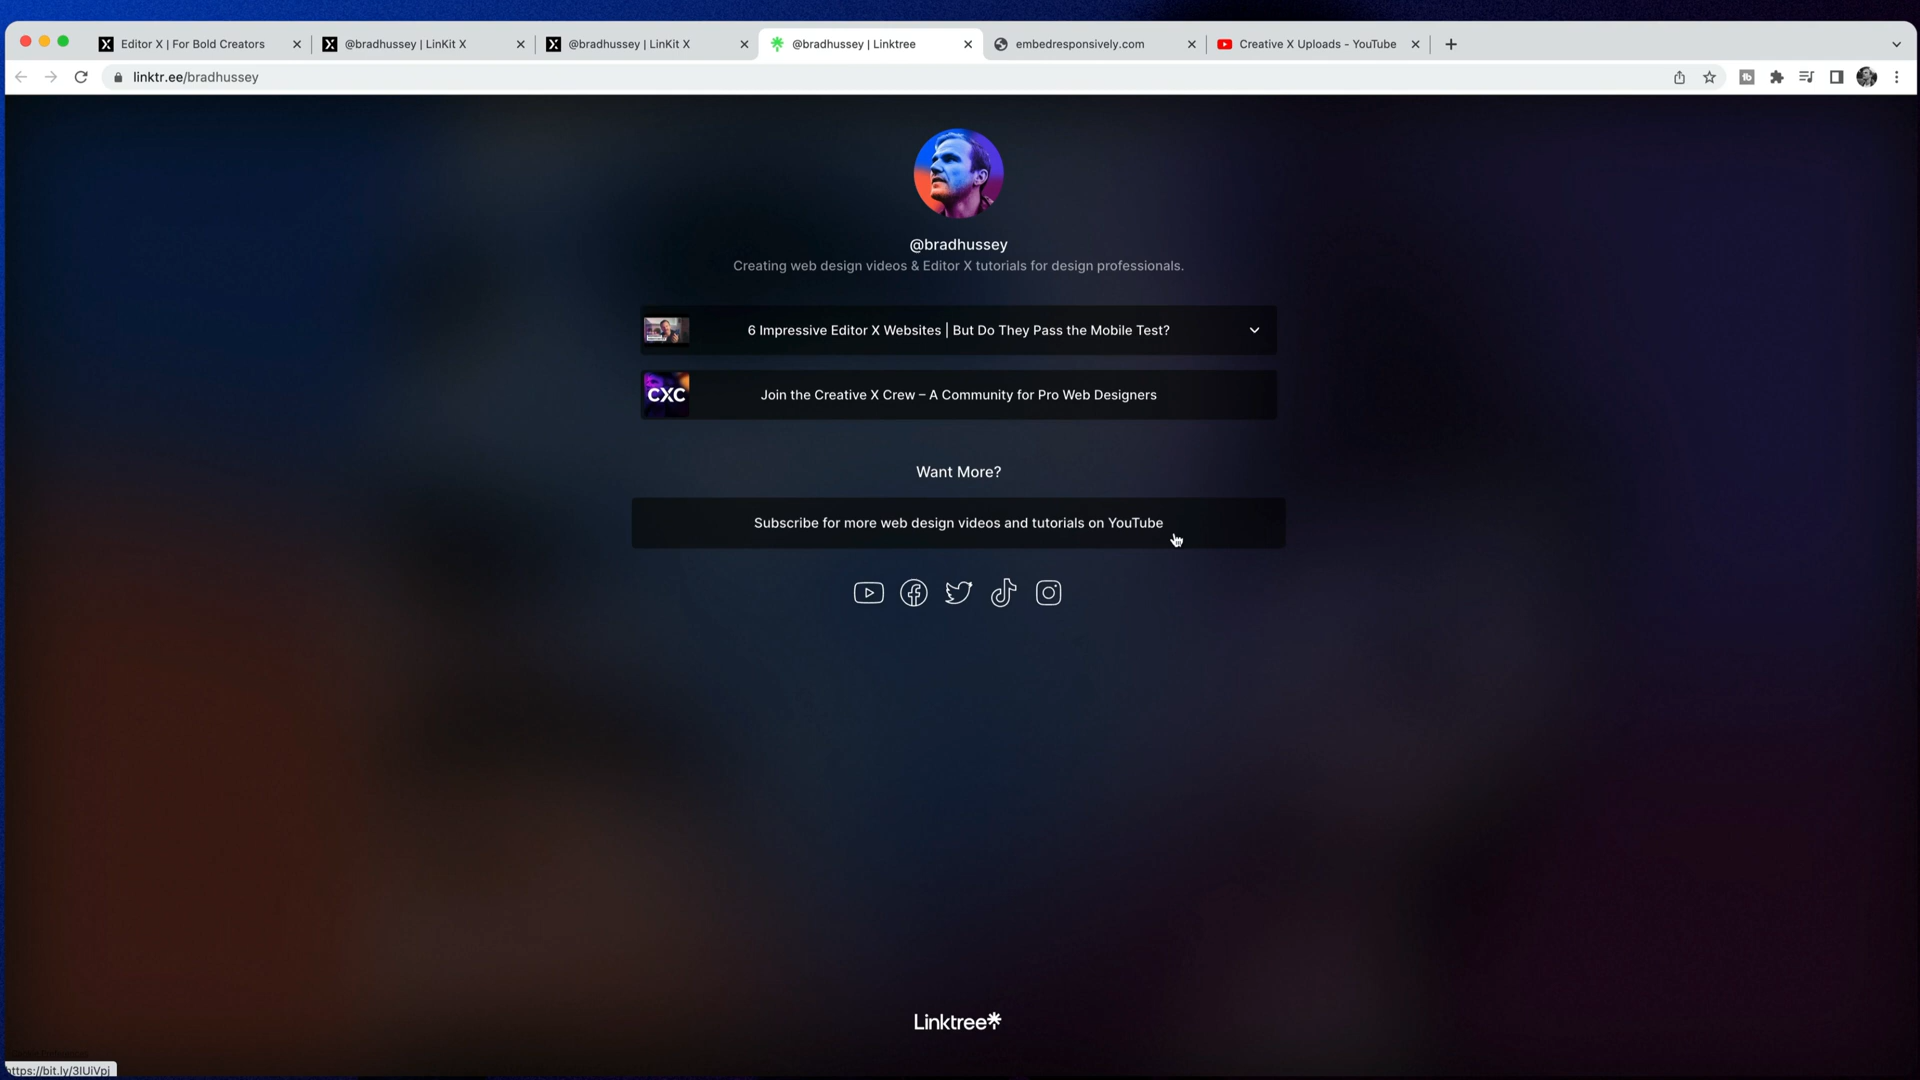 Editor X | For Bold Creators
@bradhussey | LinKit X
@bradhussey | LinKit X
@bradhussey | Linktree
embedresponsively.com
Creative X Uploads - YouTube
linktr.ee/bradhussey
@bradhussey
Creating web design videos & Editor X tutorials for design professionals.
6 Impressive Editor X Websites | But Do They Pass the Mobile Test?
CXC
Join the Creative X Crew – A Community for Pro Web Designers
Want More?
Subscribe for more web design videos and tutorials on YouTube
Linktree
https://bit.ly/3IUiVpj